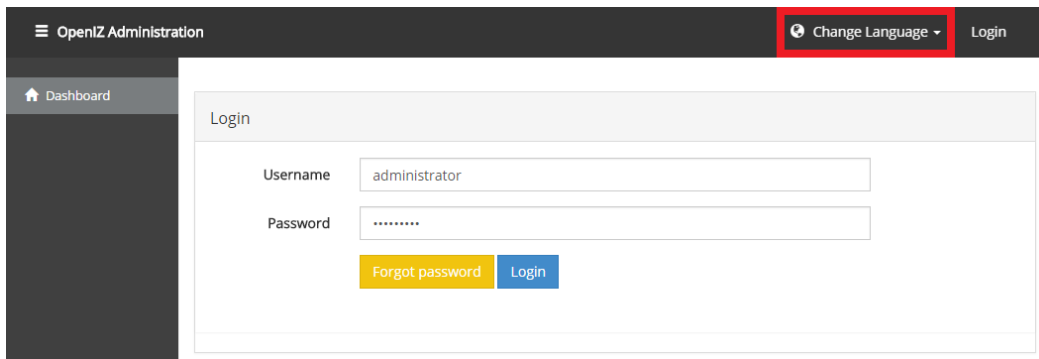 OpenIZ Administration Change Language Login
Dashboard
Login
Username administrator
Password •••••••••
Forgot password Login